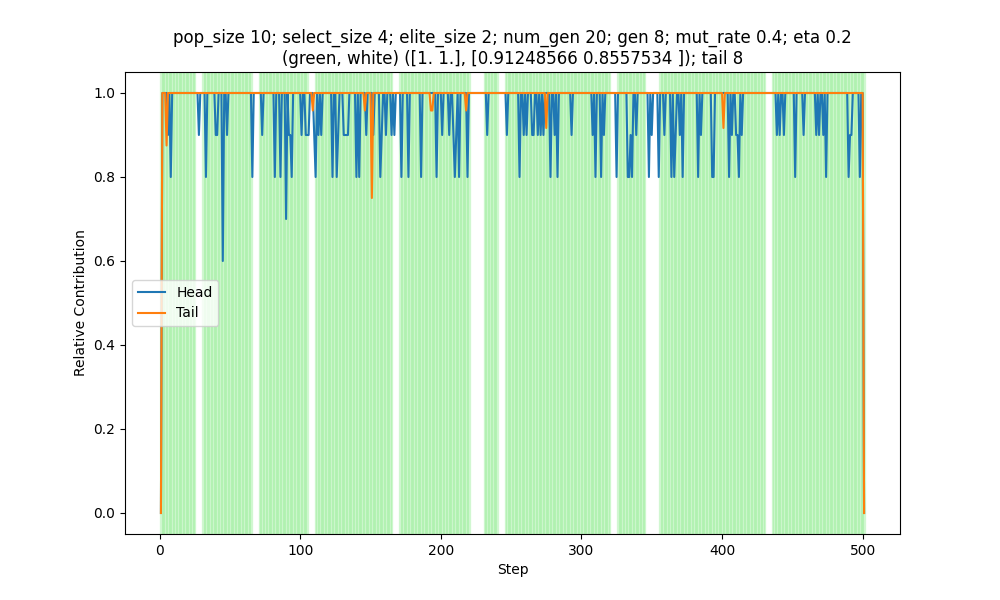 pop_size 10; select_size 4; elite_size 2; num_gen 20; gen 8; mut_rate 0.4; eta 0.2
(green, white) ([1. 1.], [0.91248566 0.8557534 ]); tail 8
1.0
0.8
0.6
0.4
0.2
0.0
Relative Contribution
Head
Tail
0
100
200
300
400
500
Step